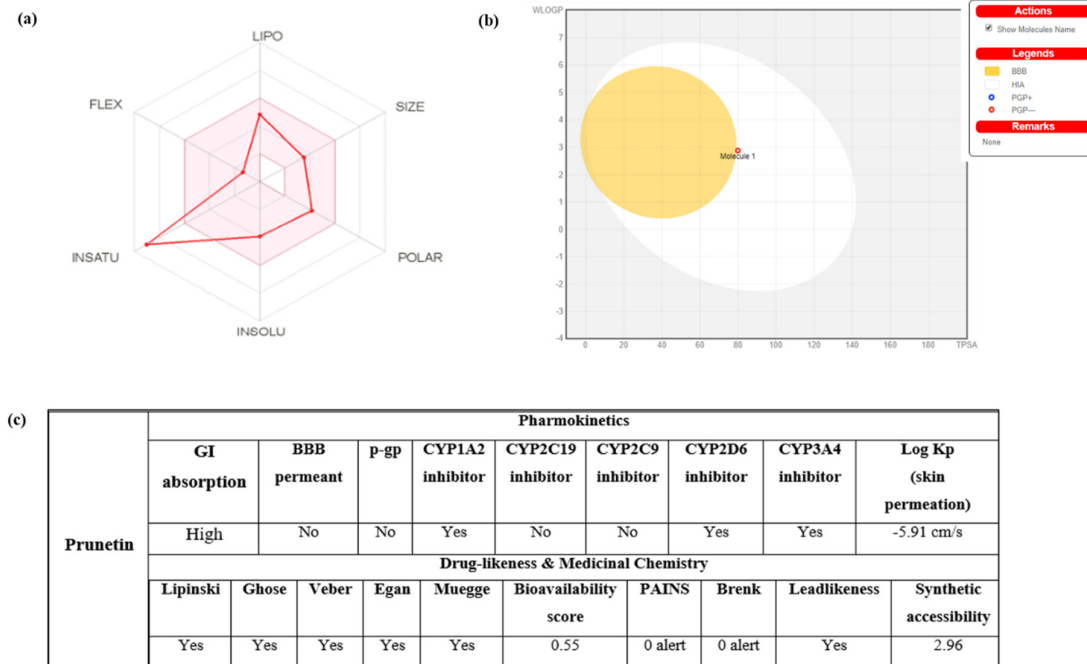 (a)
LIPO
FLEX
SIZE
INSATU
POLAR
INSOLU
(b)
WLOGP
7
6
5
4
3
2
1
0
-1
-2
-3
-4
Molecule 1
0 20 40 60 80 100 120 140 160 180 TPSA
Actions
Show Molecules Name
Legends
BBB
HIA
PGP+
PGP—
Remarks
None
(c)
Prunetin
Pharmokinetics
GI absorption BBB permeant p-gp CYP1A2 inhibitor CYP2C19 inhibitor CYP2C9 inhibitor CYP2D6 inhibitor CYP3A4 inhibitor Log Kp (skin permeation)
High No No Yes No No Yes Yes -5.91 cm/s
Drug-likeness & Medicinal Chemistry
Lipinski Ghose Veber Egan Muegge Bioavailability score PAINS Brenk Leadlikeness Synthetic accessibility
Yes Yes Yes Yes Yes 0.55 0 alert 0 alert Yes 2.96